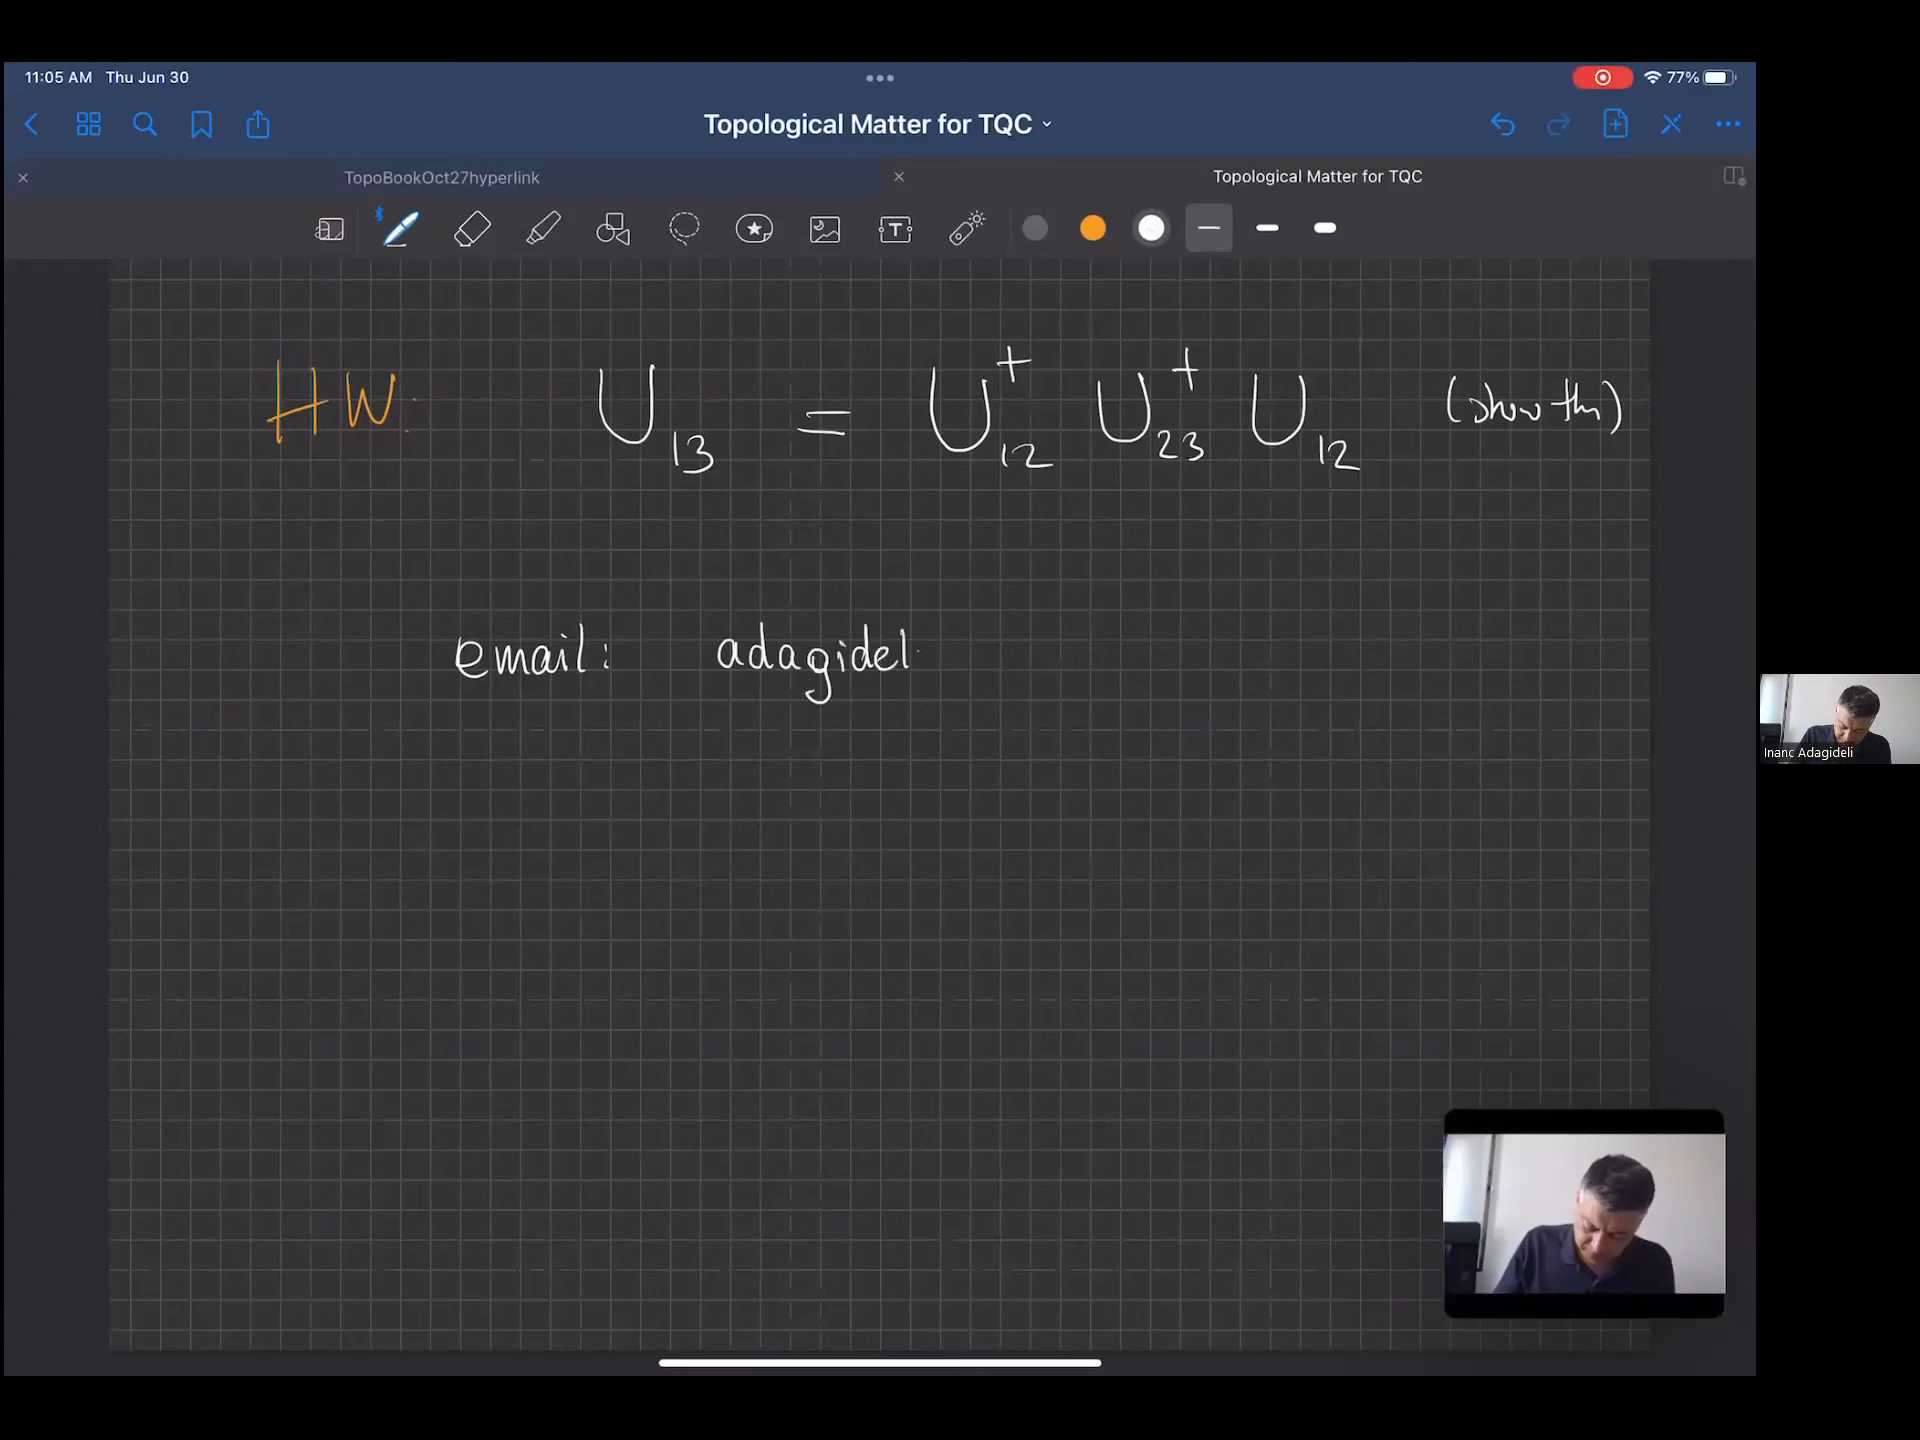 11:05 AM Thu Jun 30
77%
Topological Matter for TQC
TopoBookOct27hyperlink
Topological Matter for TQC
T
HW: U₁₃ = U₁₂† U₂₃† U₁₂ (show this)
email: adagidel
Inanc Adagideli